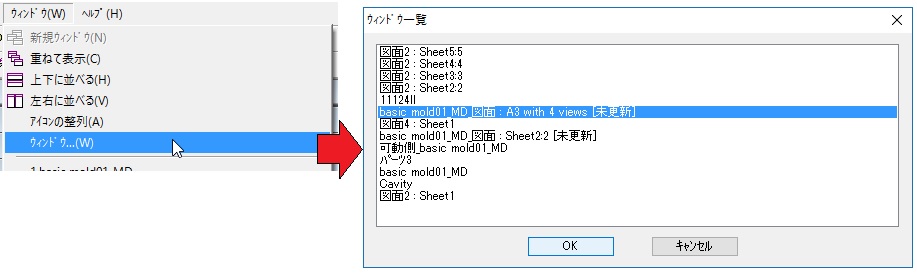 ｳｨﾝﾄﾞｳ(W) ﾍﾙﾌﾟ(H)
新規ｳｨﾝﾄﾞｳ(N)
重ねて表示(C)
上下に並べる(H)
左右に並べる(V)
ｱｲｺﾝの整列(A)
ｳｨﾝﾄﾞｳ...(W)
1 basic mold01_MD
ｳｨﾝﾄﾞｳ一覧
図面2 : Sheet5:5
図面2 : Sheet4:4
図面2 : Sheet3:3
図面2 : Sheet2:2
11124II
basic mold01_MD_図面 : A3 with 4 views [未更新]
図面4 : Sheet1
basic mold01_MD_図面 : Sheet2:2 [未更新]
可動側_basic mold01_MD
ﾊﾟｰﾂ3
basic mold01_MD
Cavity
図面2 : Sheet1
OK ｷｬﾝｾﾙ